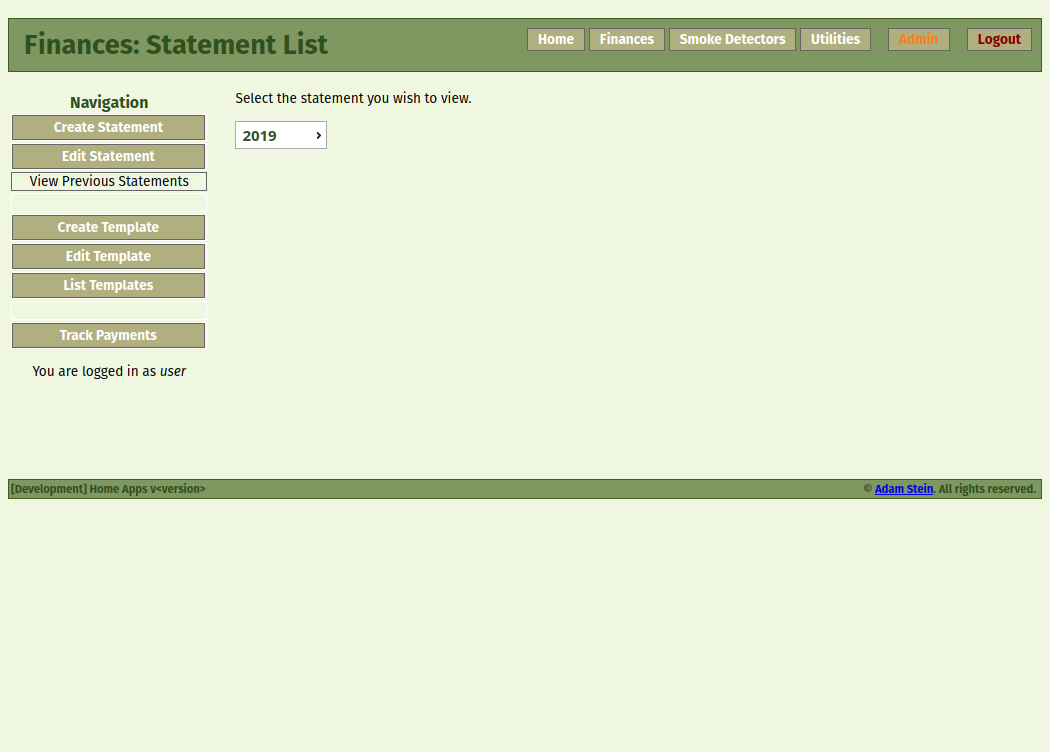 Finances: Statement List
Home Finances Smoke Detectors Utilities Admin Logout
Navigation
Create Statement
Edit Statement
View Previous Statements
Create Template
Edit Template
List Templates
Track Payments
You are logged in as user
Select the statement you wish to view.
2019 ›
[Development] Home Apps v<version>
© Adam Stein. All rights reserved.